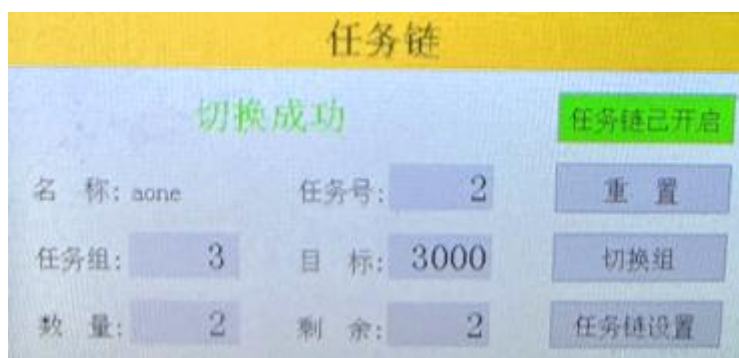 任务链
切换成功 任务链已开启
名 称: aone 任务号: 2 重 置
任务组: 3 目 标: 3000 切换组
数 量: 2 剩 余: 2 任务链设置